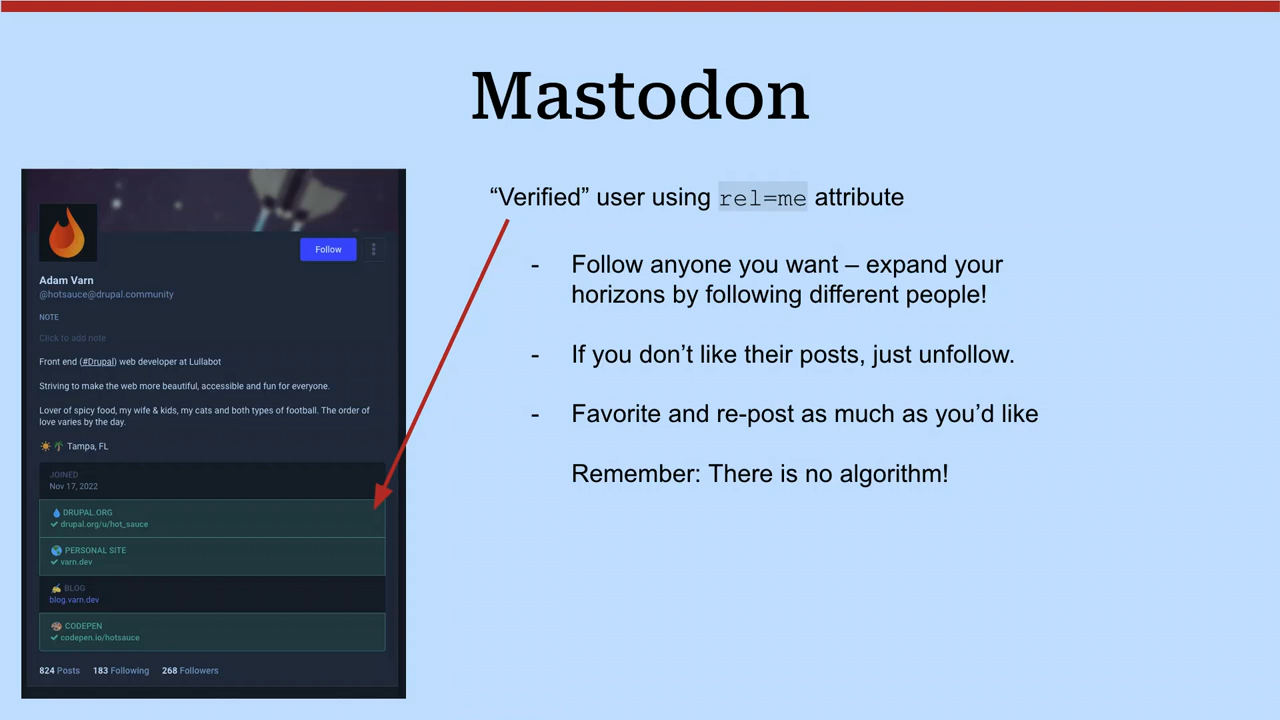 Mastodon
Follow
Adam Varn
@hotsauce@drupal.community
NOTE
Click to add note
Front end (#Drupal) web developer at Lullabot
Striving to make the web more beautiful, accessible and fun for everyone.
Lover of spicy food, my wife & kids, my cats and both types of football. The order of
love varies by the day.
☀️🌴 Tampa, FL
JOINED
Nov 17, 2022
💧 DRUPAL.ORG
✔ drupal.org/u/hot_sauce
🌎 PERSONAL SITE
✔ varn.dev
✍️ BLOG
blog.varn.dev
CODEPEN
✔ codepen.io/hotsauce
824 Posts 183 Following 268 Followers
“Verified” user using rel=me attribute
- Follow anyone you want – expand your
horizons by following different people!
- If you don’t like their posts, just unfollow.
- Favorite and re-post as much as you’d like
Remember: There is no algorithm!